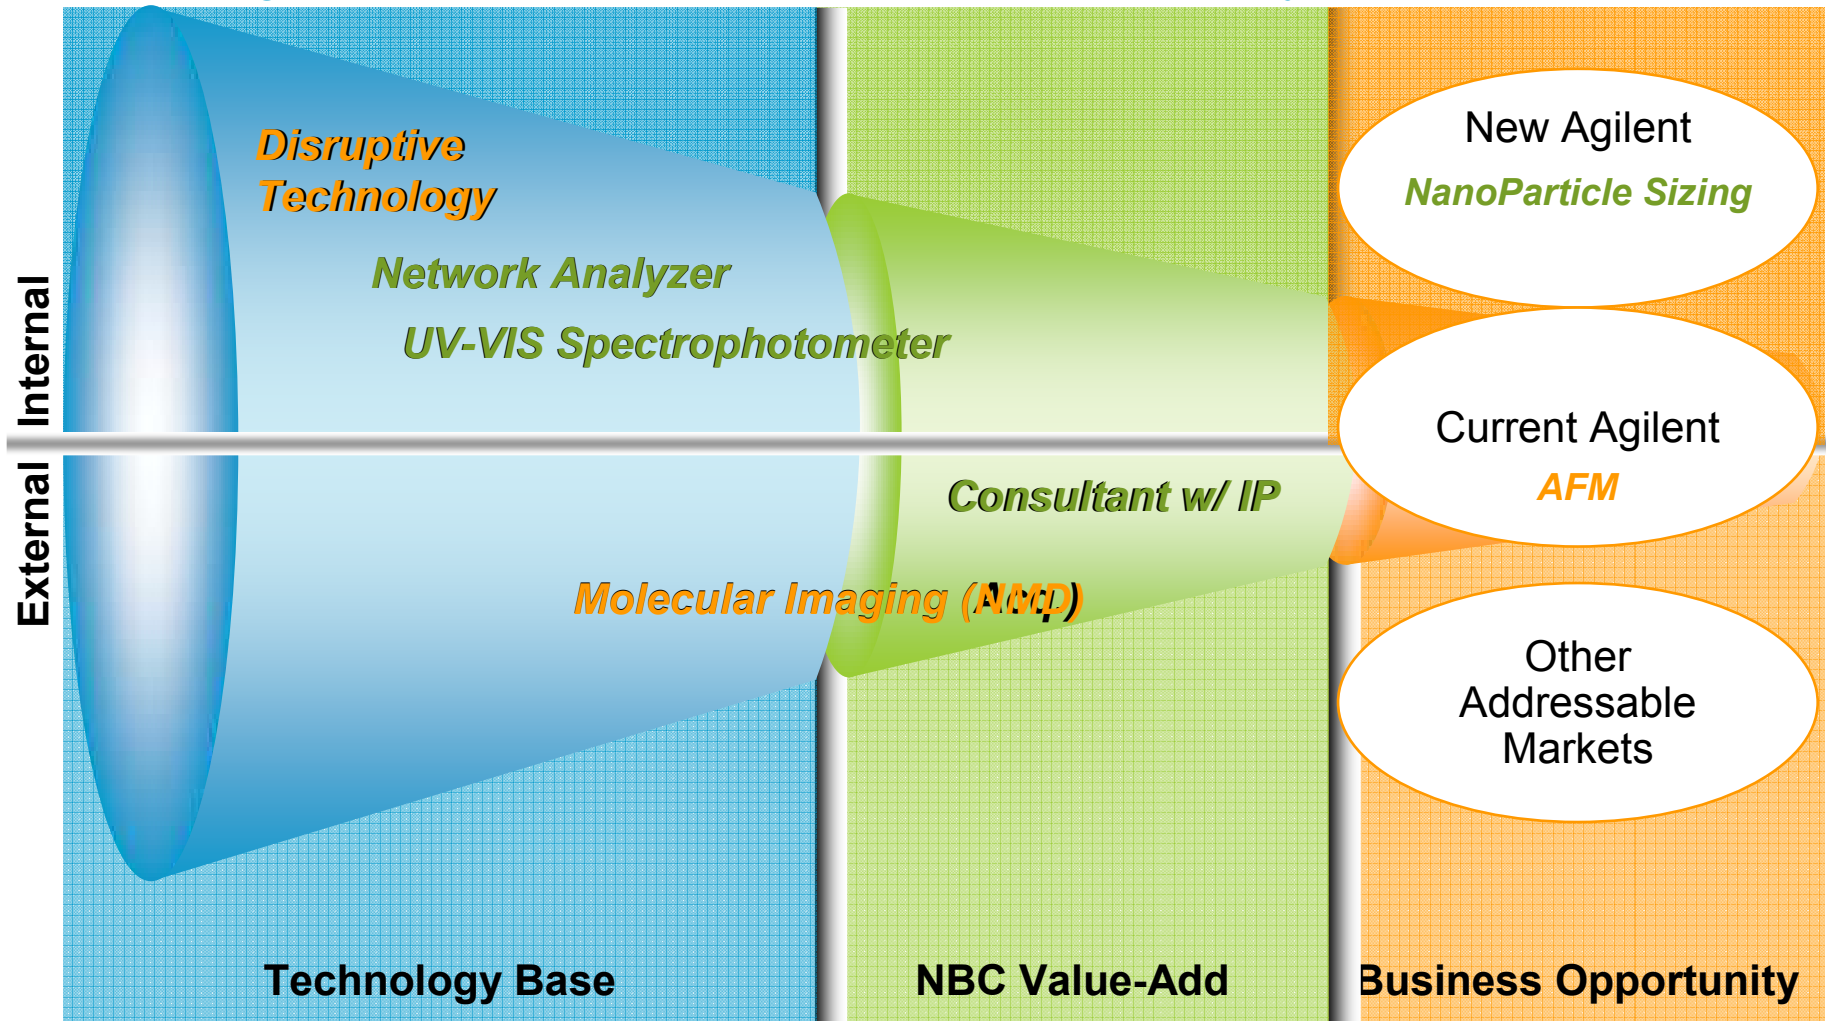 Disruptive
Technology
Network Analyzer
UV-VIS Spectrophotometer
Internal
External
Consultant w/ IP
Molecular Imaging (NMD)
New Agilent
NanoParticle Sizing
Current Agilent
AFM
Other
Addressable
Markets
Technology Base
NBC Value-Add
Business Opportunity